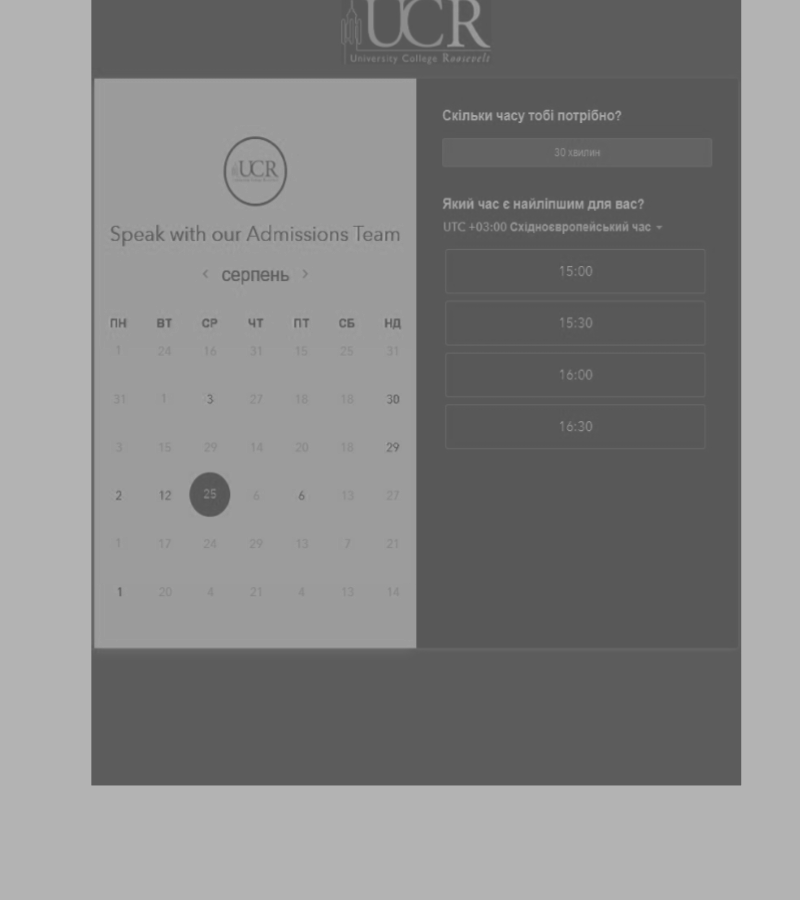 UCR
University College Roosevelt
UCR
Speak with our Admissions Team
‹ серпень ›
ПН ВТ СР ЧТ ПТ СБ НД
1 24 16 31 15 25 31
31 1 3 27 18 18 30
3 15 29 14 20 18 29
2 12 25 6 6 13 27
1 17 24 29 13 7 21
1 20 4 21 4 13 14
Скільки часу тобі потрібно?
30 хвилин
Який час є найліпшим для вас?
UTC +03:00 Східноєвропейський час
15:00
15:30
16:00
16:30